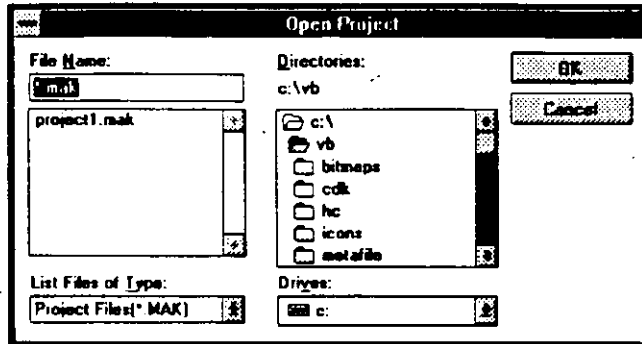 Open Project
File Name:
*.mak
project1.mak
List Files of Type:
Project Files(*.MAK)
Directories:
c:\vb
c:\
vb
bitmaps
cdk
hc
icons
metafile
Drives:
c:
OK
Cancel